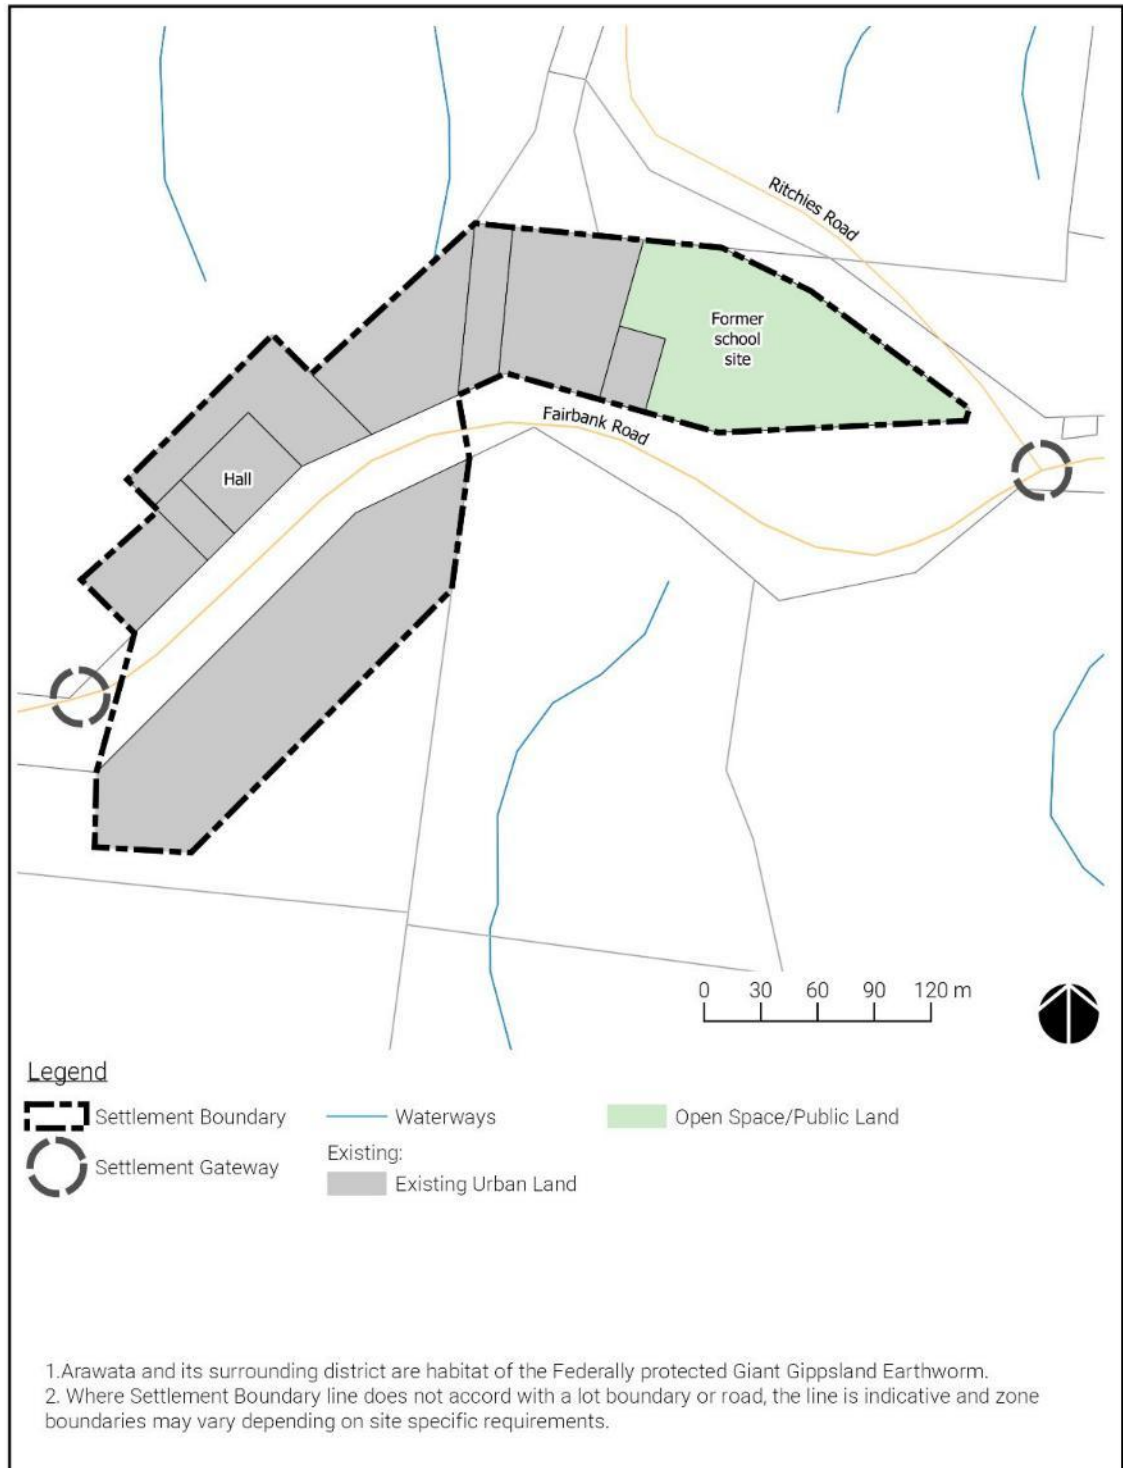 Ritchies Road
Former
school
site
Fairbank Road
Hall
0 30 60 90 120 m
Legend
Settlement Boundary
Waterways
Open Space/Public Land
Settlement Gateway
Existing:
Existing Urban Land
1.Arawata and its surrounding district are habitat of the Federally protected Giant Gippsland Earthworm.
2. Where Settlement Boundary line does not accord with a lot boundary or road, the line is indicative and zone
boundaries may vary depending on site specific requirements.